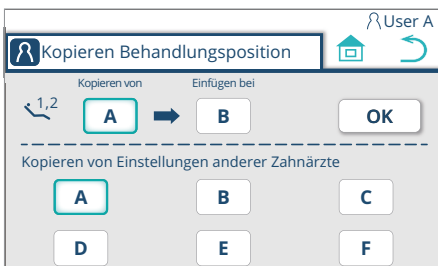 User A
Kopieren Behandlungsposition
Kopieren von Einfügen bei
1,2 A B OK
Kopieren von Einstellungen anderer Zahnärzte
A B C
D E F